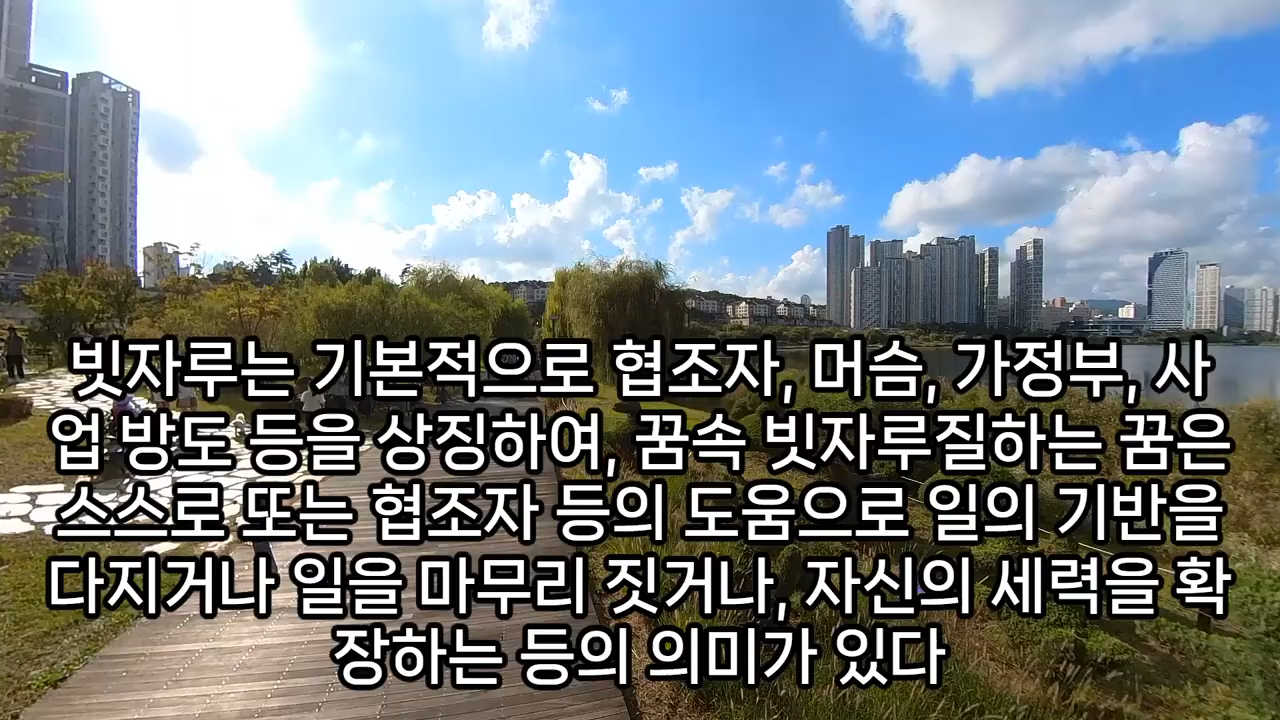 빗자루는 기본적으로 협조자, 머슴, 가정부, 사
업 방도 등을 상징하여, 꿈속 빗자루질하는 꿈은
스스로 또는 협조자 등의 도움으로 일의 기반을
다지거나 일을 마무리 짓거나, 자신의 세력을 확
장하는 등의 의미가 있다